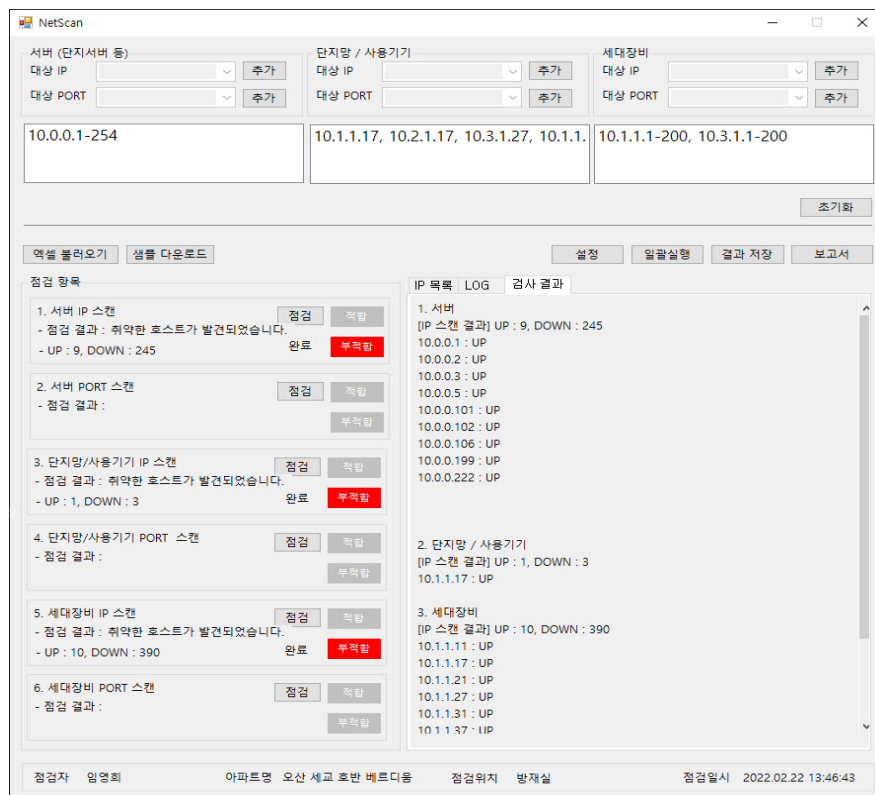 NetScan
서버 (단지서버 등)
대상 IP
추가
대상 PORT
추가
단지망 / 사용기기
대상 IP
추가
대상 PORT
추가
세대장비
대상 IP
추가
대상 PORT
추가
10.0.0.1-254
10.1.1.17, 10.2.1.17, 10.3.1.27, 10.1.1.
10.1.1.1-200, 10.3.1.1-200
초기화
엑셀 불러오기
샘플 다운로드
설정
일괄실행
결과 저장
보고서
점검 항목
1. 서버 IP 스캔
점검
적합
- 점검 결과 : 취약한 호스트가 발견되었습니다.
- UP : 9, DOWN : 245
완료
부적합
2. 서버 PORT 스캔
점검
적합
- 점검 결과 :
부적합
3. 단지망/사용기기 IP 스캔
점검
적합
- 점검 결과 : 취약한 호스트가 발견되었습니다.
- UP : 1, DOWN : 3
완료
부적합
4. 단지망/사용기기 PORT 스캔
점검
적합
- 점검 결과 :
부적합
5. 세대장비 IP 스캔
점검
적합
- 점검 결과 : 취약한 호스트가 발견되었습니다.
- UP : 10, DOWN : 390
완료
부적합
6. 세대장비 PORT 스캔
점검
적합
- 점검 결과 :
부적합
IP 목록
LOG
검사 결과
1. 서버
[IP 스캔 결과] UP : 9, DOWN : 245
10.0.0.1 : UP
10.0.0.2 : UP
10.0.0.3 : UP
10.0.0.5 : UP
10.0.0.101 : UP
10.0.0.102 : UP
10.0.0.106 : UP
10.0.0.199 : UP
10.0.0.222 : UP
2. 단지망 / 사용기기
[IP 스캔 결과] UP : 1, DOWN : 3
10.1.1.17 : UP
3. 세대장비
[IP 스캔 결과] UP : 10, DOWN : 390
10.1.1.11 : UP
10.1.1.17 : UP
10.1.1.21 : UP
10.1.1.27 : UP
10.1.1.31 : UP
10.1.1.37 : UP
점검자 임영희
아파트명 오산 세교 호반 베르디움
점검위치 방재실
점검일시 2022.02.22 13:46:43